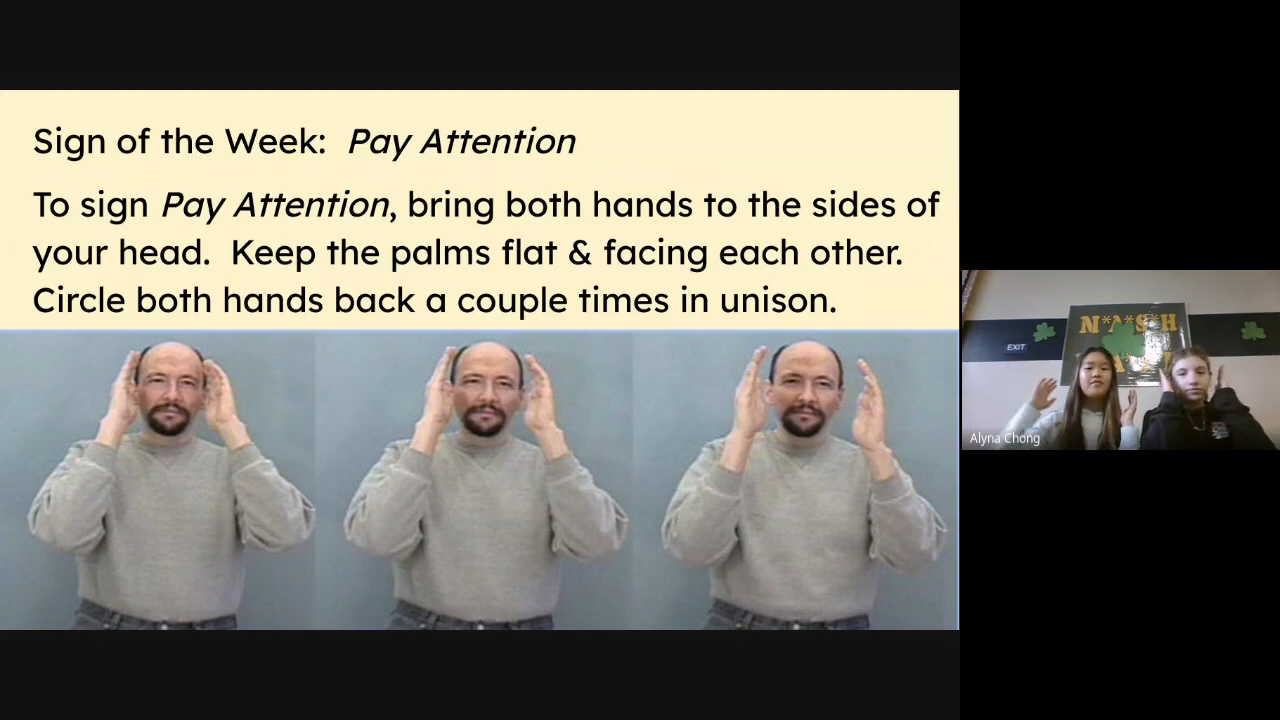 Sign of the Week: Pay Attention
To sign Pay Attention, bring both hands to the sides of
your head. Keep the palms flat & facing each other.
Circle both hands back a couple times in unison.
N*A*S*H
EXIT
Alyna Chong